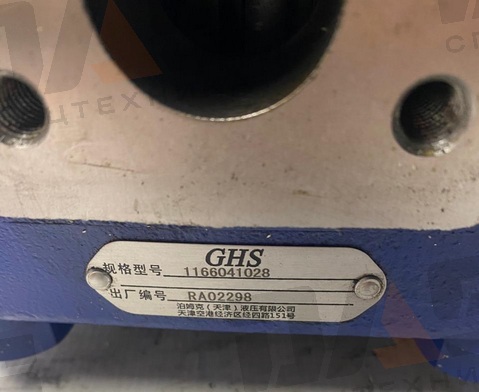 СПЦТЕХ
GHS
规格型号 1166041028
出厂编号 RA02298
泊姆克(天津)液压有限公司
天津空港经济区经四路151号